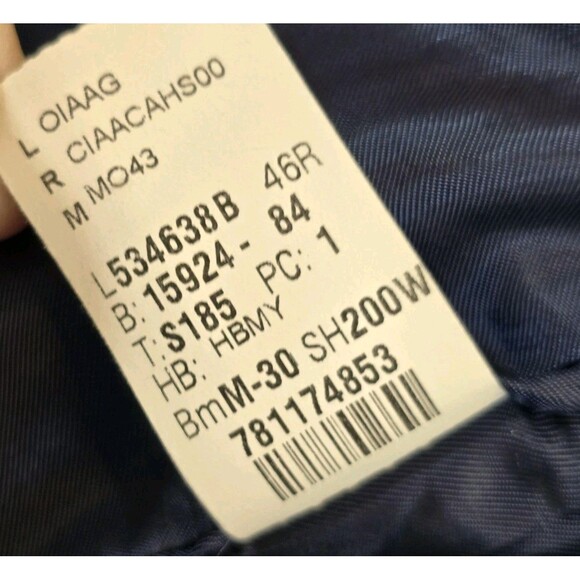 L OIAAG
R CIAACAHS00
M MO43
L534638B 46R
B: 15924- 84
T: S185 PC: 1
HB: HBMY
BmM-30 SH200W
781174853